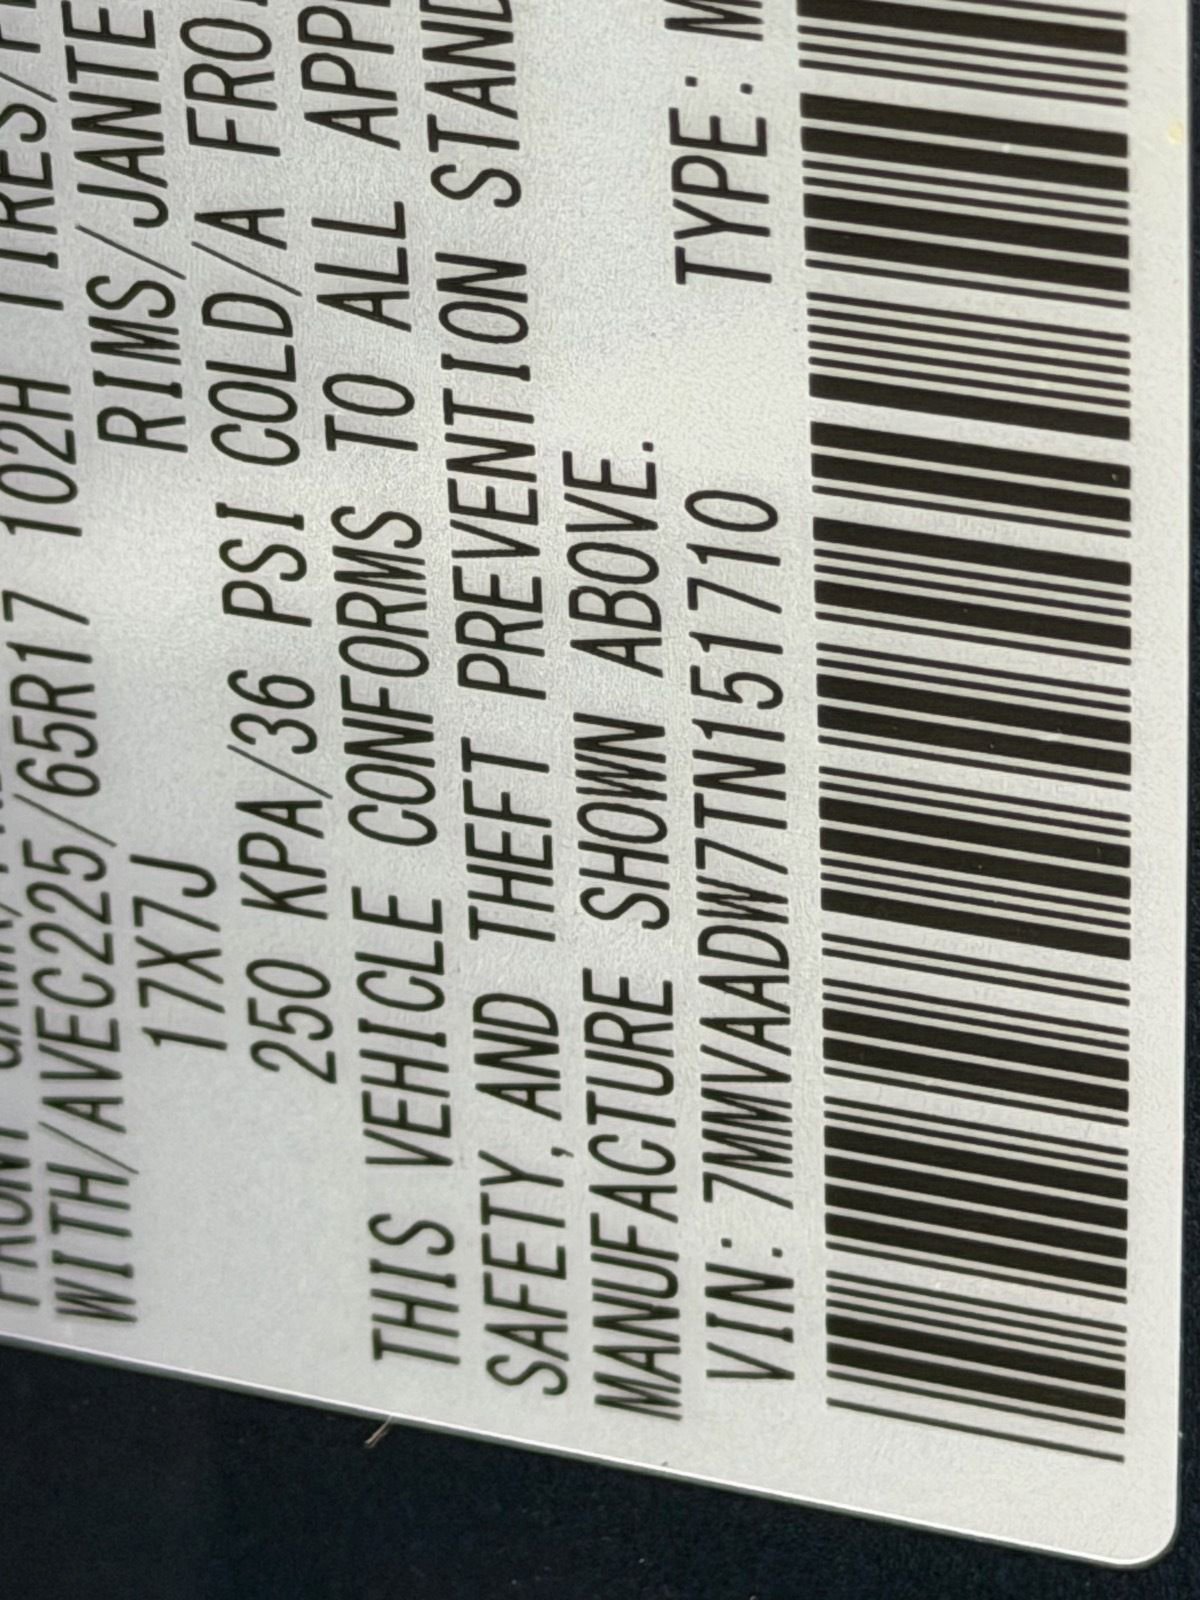 WITH/AVEC225/65R17 102H TIRES/
17X7J RIMS/JANTE
250 KPA/36 PSI COLD/A FRO
THIS VEHICLE CONFORMS TO ALL APP
SAFETY, AND THEFT PREVENTION STAND
MANUFACTURE SHOWN ABOVE.
VIN: 7MMVAADW7TN151710 TYPE: M